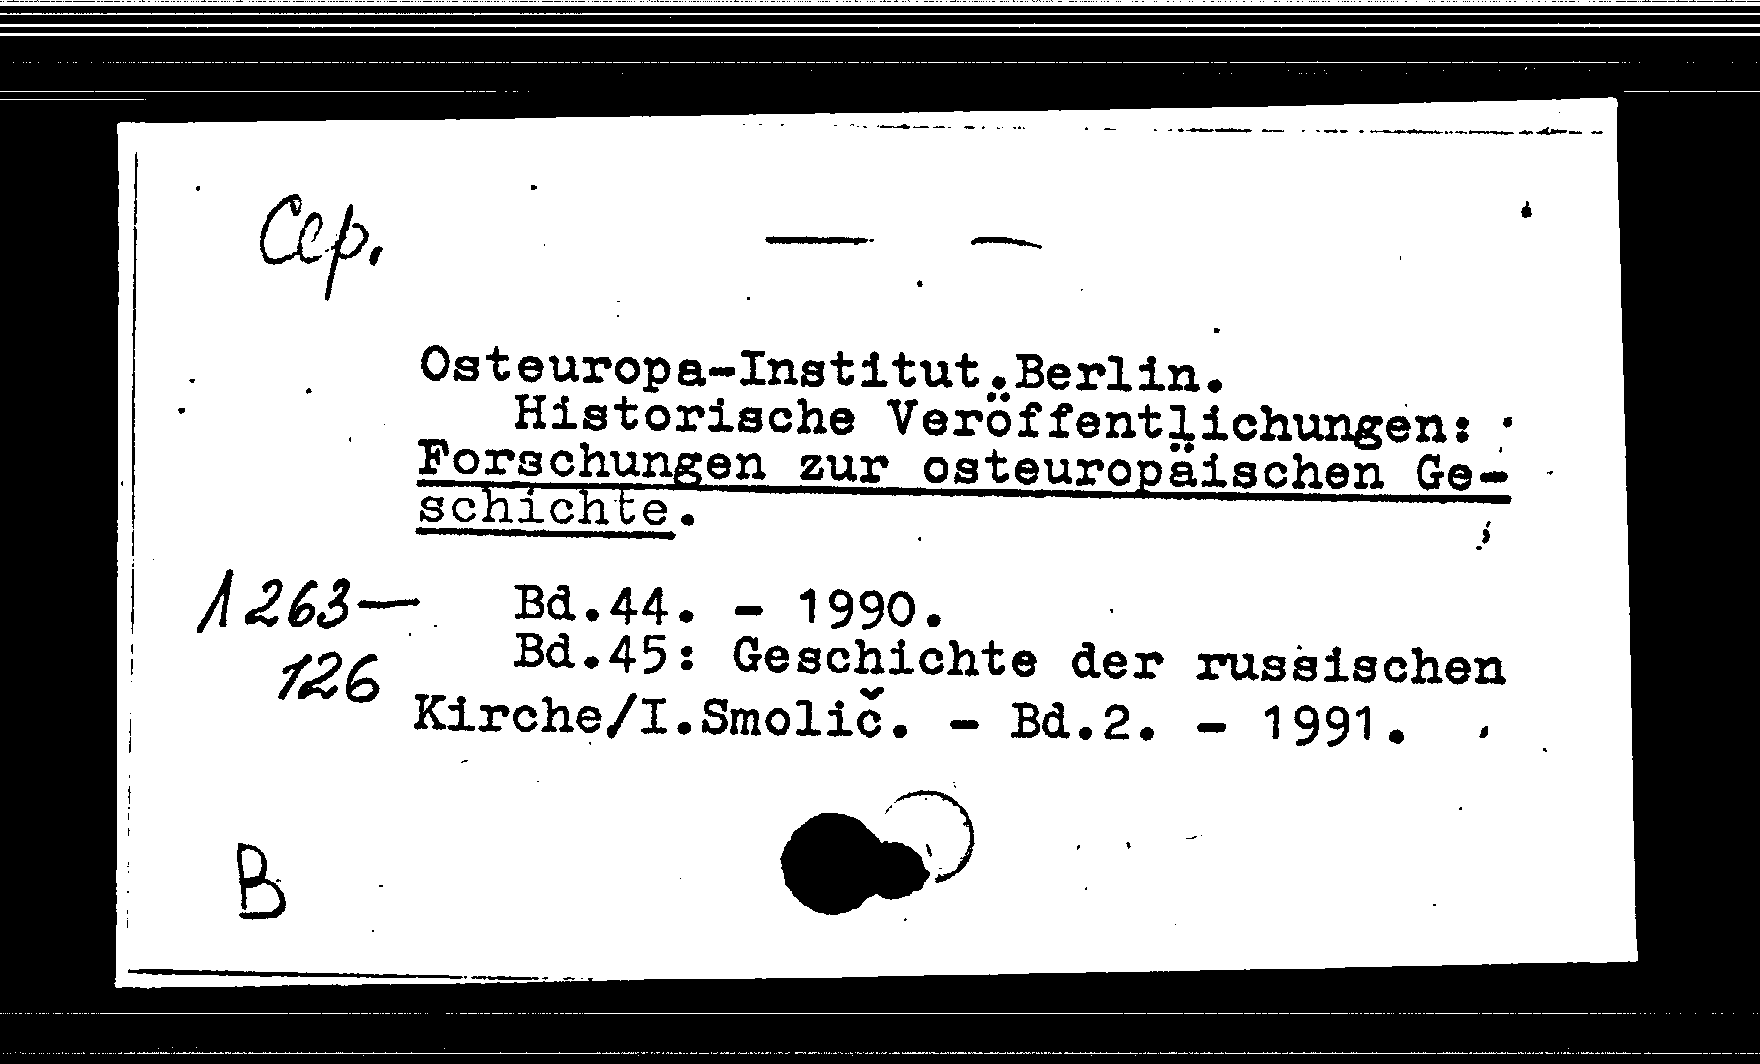 Сер.
— —
Osteuropa-Institut.Berlin.
Historische Veröffentlichungen:
Forschungen zur osteuropäischen Ge-
schichte.
Λ 263— Bd.44. - 1990.
126 Bd.45: Geschichte der russischen
Kirche/I.Smolič. - Bd.2. - 1991.
В